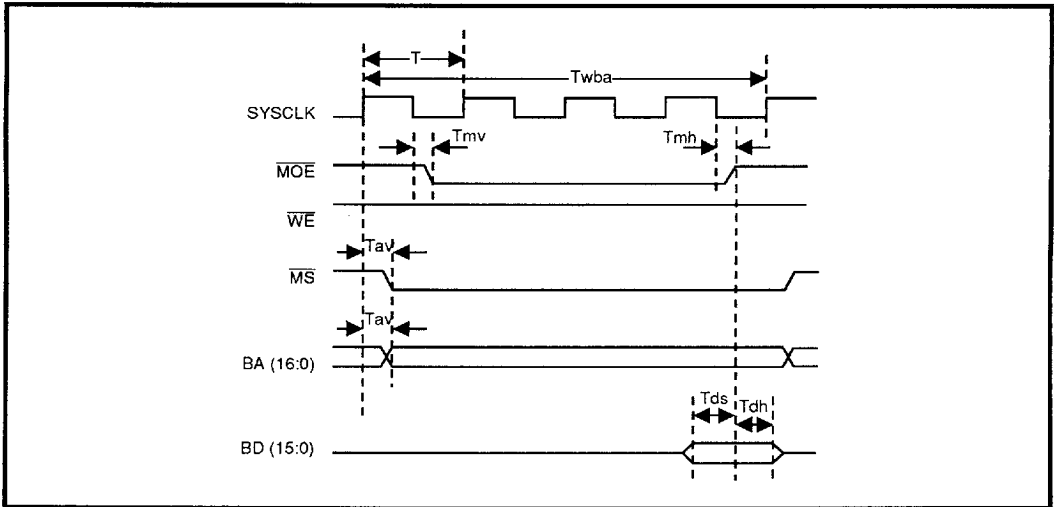 T
Twba
SYSCLK
Tmv
Tmh
MOE
WE
Tav
MS
Tav
BA (16:0)
Tds
Tdh
BD (15:0)